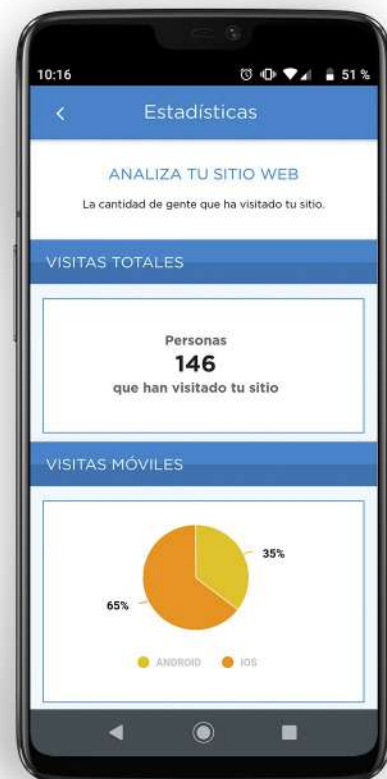 10:16
51 %
Estadísticas
ANALIZA TU SITIO WEB
La cantidad de gente que ha visitado tu sitio.
VISITAS TOTALES
Personas
146
que han visitado tu sitio
VISITAS MÓVILES
35%
65%
ANDROID
IOS